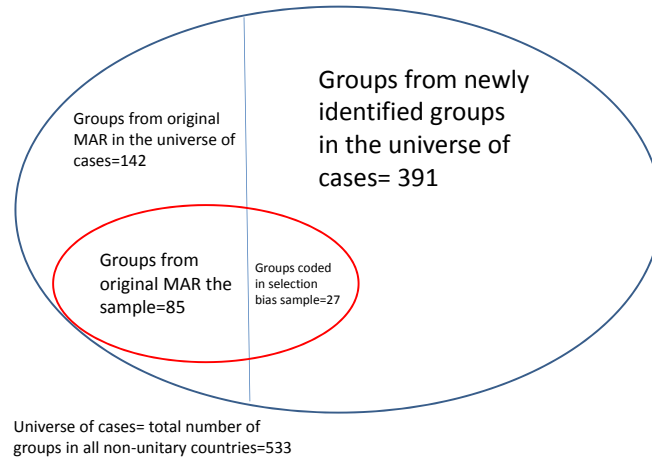 Groups from original
MAR in the universe of
cases=142
Groups from newly
identified groups
in the universe of
cases= 391
Groups from
original MAR the
sample=85
Groups coded
in selection
bias sample=27
Universe of cases= total number of
groups in all non-unitary countries=533